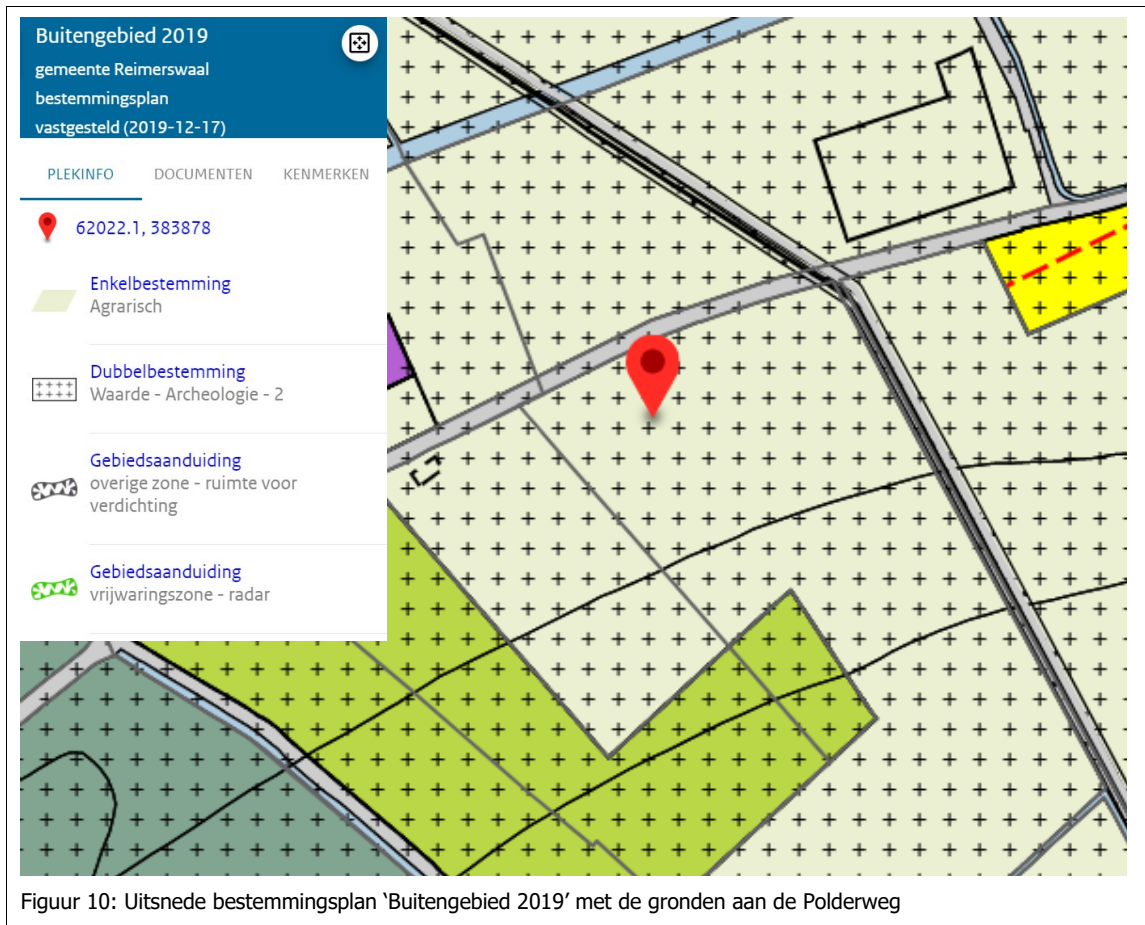 Buitengebied 2019
gemeente Reimerswaal
bestemmingsplan
vastgesteld (2019-12-17)
PLEKINFO DOCUMENTEN KENMERKEN
62022.1, 383878
Enkelbestemming
Agrarisch
Dubbelbestemming
Waarde - Archeologie - 2
Gebiedsaanduiding
overige zone - ruimte voor
verdichting
Gebiedsaanduiding
vrijwaringszone - radar
Figuur 10: Uitsnede bestemmingsplan ‘Buitengebied 2019’ met de gronden aan de Polderweg